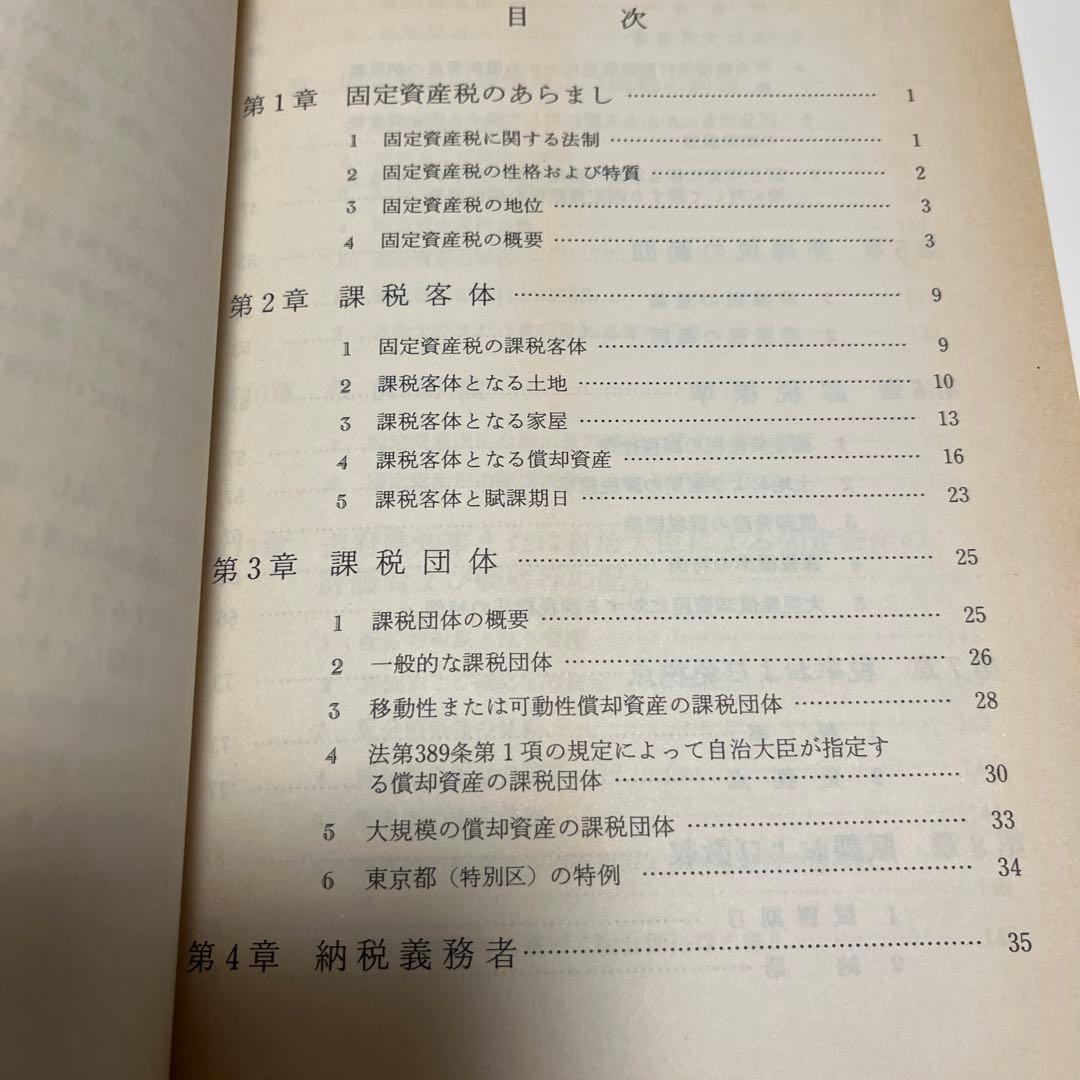 目　次
第1章　固定資産税のあらまし …………………………… 1
1　固定資産税に関する法制 …………………………… 1
2　固定資産税の性格および特質 …………………………… 2
3　固定資産税の地位 …………………………… 3
4　固定資産税の概要 …………………………… 3
第2章　課税客体 …………………………… 9
1　固定資産税の課税客体 …………………………… 9
2　課税客体となる土地 …………………………… 10
3　課税客体となる家屋 …………………………… 13
4　課税客体となる償却資産 …………………………… 16
5　課税客体と賦課期日 …………………………… 23
第3章　課税団体 …………………………… 25
1　課税団体の概要 …………………………… 25
2　一般的な課税団体 …………………………… 26
3　移動性または可動性償却資産の課税団体 ………………… 28
4　法第389条第1項の規定によって自治大臣が指定す
る償却資産の課税団体 …………………………… 30
5　大規模の償却資産の課税団体 …………………………… 33
6　東京都（特別区）の特例 …………………………… 34
第4章　納税義務者 …………………………… 35